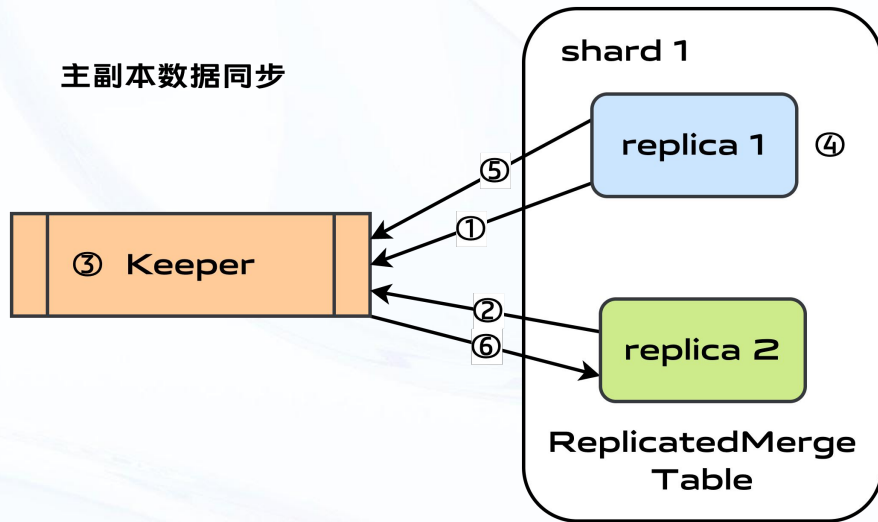 主副本数据同步
shard 1
replica 1
④
⑤
①
③ Keeper
②
⑥
replica 2
ReplicatedMerge
Table